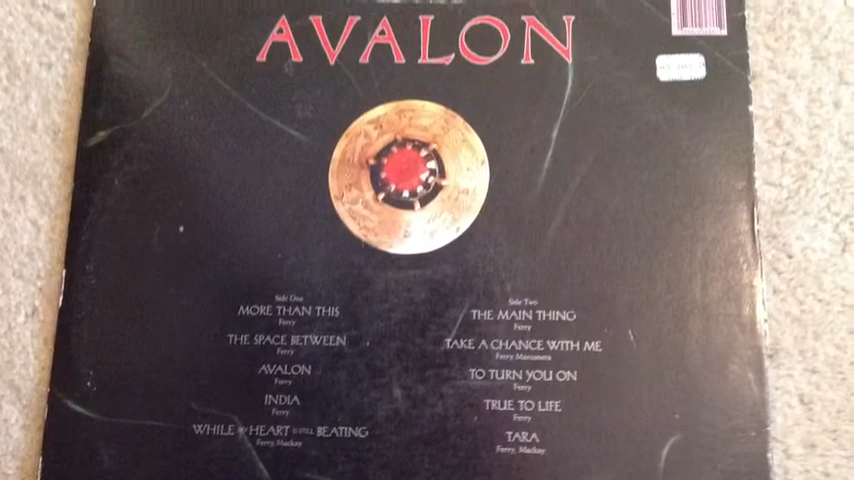 AVALON
Side One
MORE THAN THIS
Ferry
THE SPACE BETWEEN
Ferry
AVALON
Ferry
INDIA
Ferry
WHILE MY HEART IS STILL BEATING
Ferry, Mackay
Side Two
THE MAIN THING
Ferry
TAKE A CHANCE WITH ME
Ferry, Manzanera
TO TURN YOU ON
Ferry
TRUE TO LIFE
Ferry
TARA
Ferry, Mackay